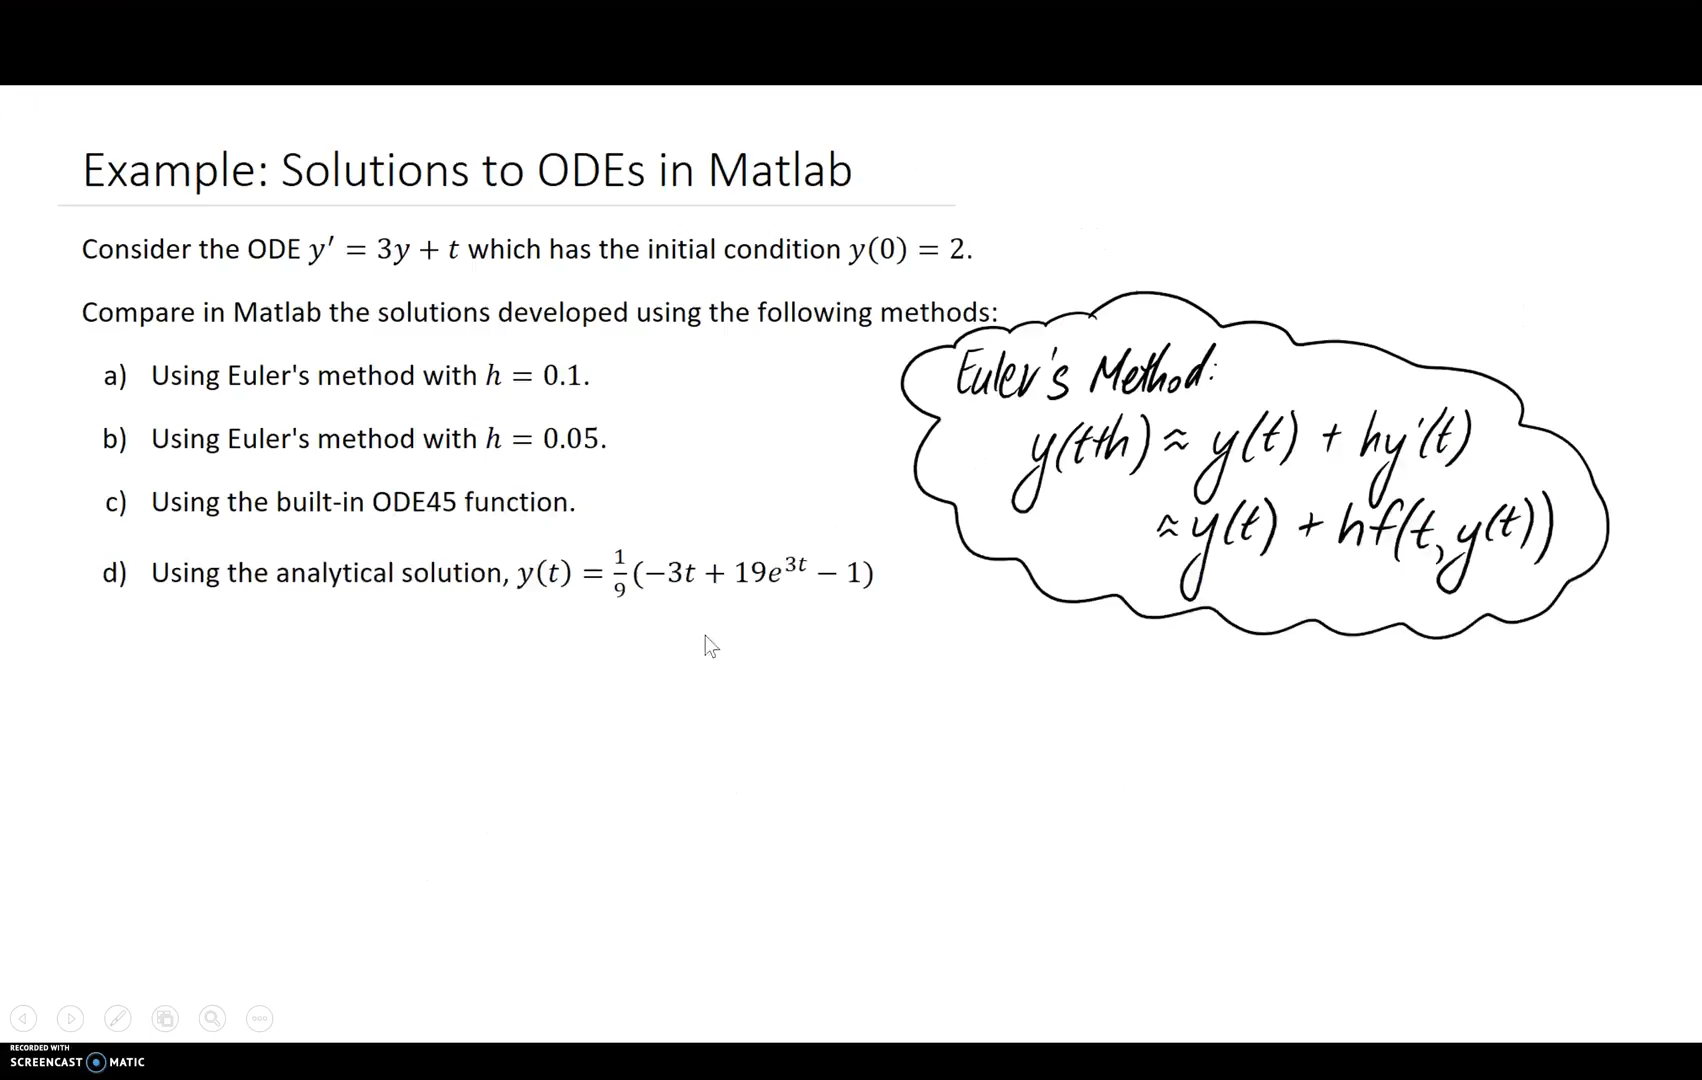 Example: Solutions to ODEs in Matlab
Consider the ODE y′ = 3y + t which has the initial condition y(0) = 2.
Compare in Matlab the solutions developed using the following methods:
a) Using Euler's method with h = 0.1.
b) Using Euler's method with h = 0.05.
c) Using the built-in ODE45 function.
d) Using the analytical solution, y(t) = 1/9(−3t + 19e^{3t} − 1)
Euler's Method:
y(t+h) ≈ y(t) + hy'(t)
≈ y(t) + hf(t, y(t))
RECORDED WITH
SCREENCAST MATIC